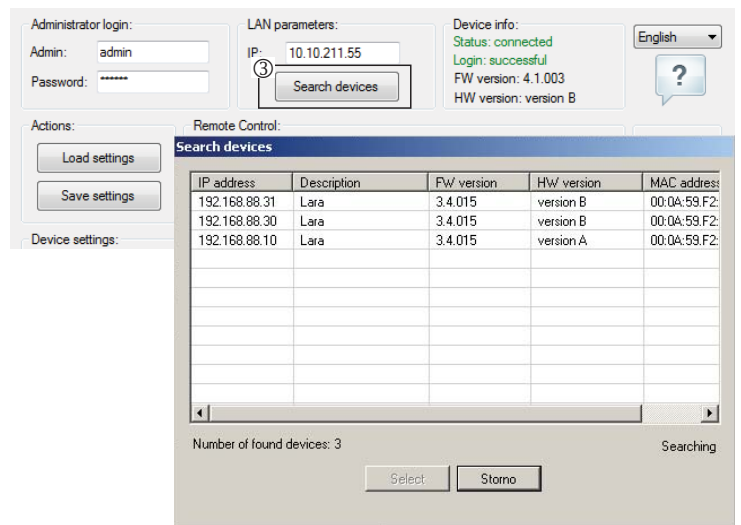 Administrator login:
LAN parameters:
Device info:
Admin: admin
IP: 10.10.211.55
Status: connected
English
Password: ******
③
Search devices
Login: successful
FW version: 4.1.003
HW version: version B
?
Actions:
Remote Control:
Load settings
Save settings
Device settings:
Search devices
IP address Description FW version HW version MAC address
192.168.88.31 Lara 3.4.015 version B 00:0A:59:F2:
192.168.88.30 Lara 3.4.015 version B 00:0A:59:F2:
192.168.88.10 Lara 3.4.015 version A 00:0A:59:F2:
Number of found devices: 3
Searching
Select Storno